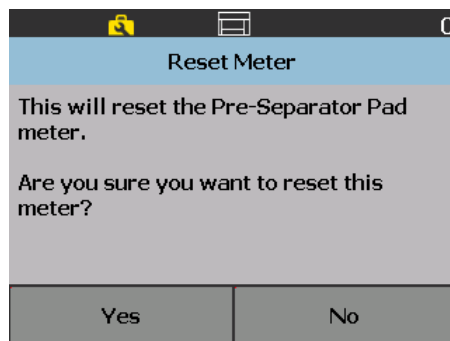 Reset Meter
This will reset the Pre-Separator Pad
meter.
Are you sure you want to reset this
meter?
Yes No